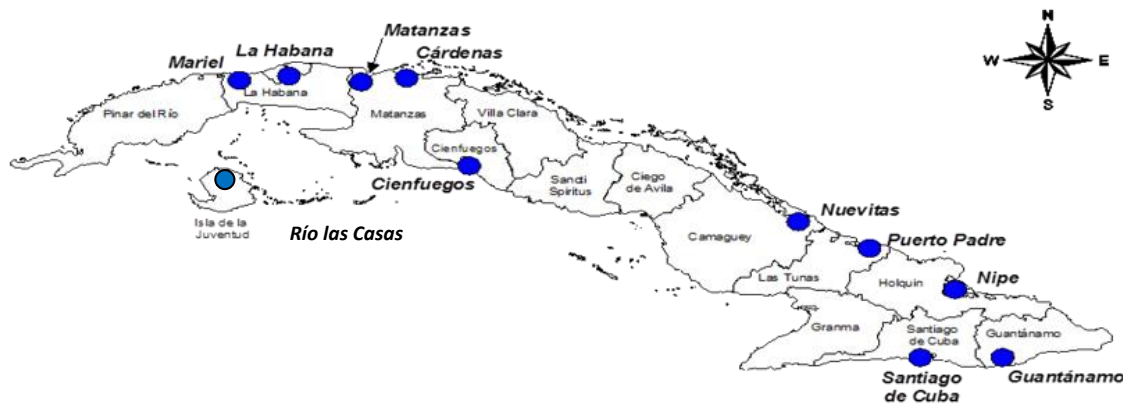 N
W E
S
Matanzas
La Habana
Cárdenas
Mariel
La Habana
Pinar del Río
Matanzas
Villa Clara
Cienfuegos
Cienfuegos
Sancti
Spiritus
Ciego
de Avila
Isla de la
Juventud
Río las Casas
Camaguey
Nuevitas
Puerto Padre
Las Tunas
Holquin
Nipe
Granma
Santiago
de Cuba
Guantánamo
Santiago
de Cuba
Guantánamo